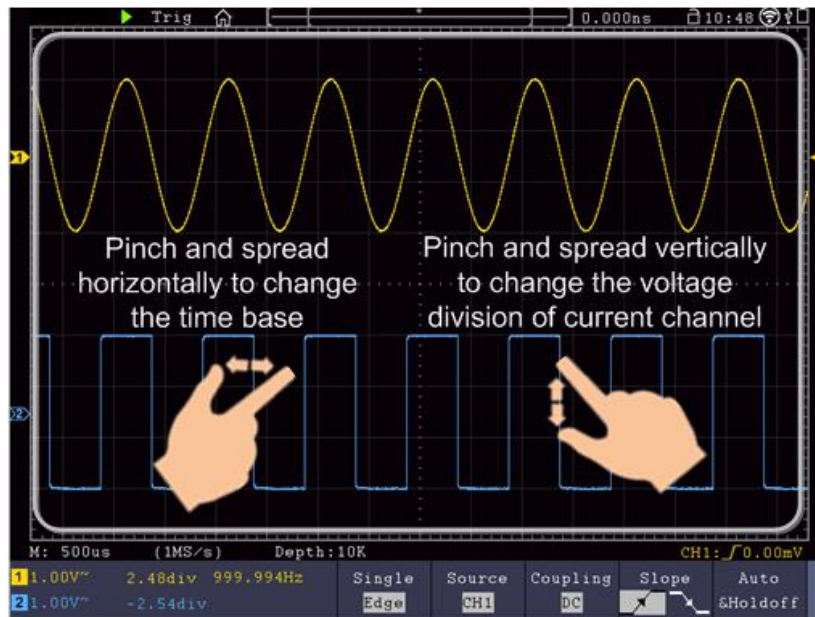 Trig 0.000ns 10:48
1
Pinch and spread
horizontally to change
the time base
Pinch and spread vertically
to change the voltage
division of current channel
2
M: 500us (1MS/s) Depth:10K CH1: 0.00mV
1 1.00V~ 2.48div 999.994Hz Single Source Coupling Slope Auto
2 1.00V~ -2.54div Edge CH1 DC &Holdoff